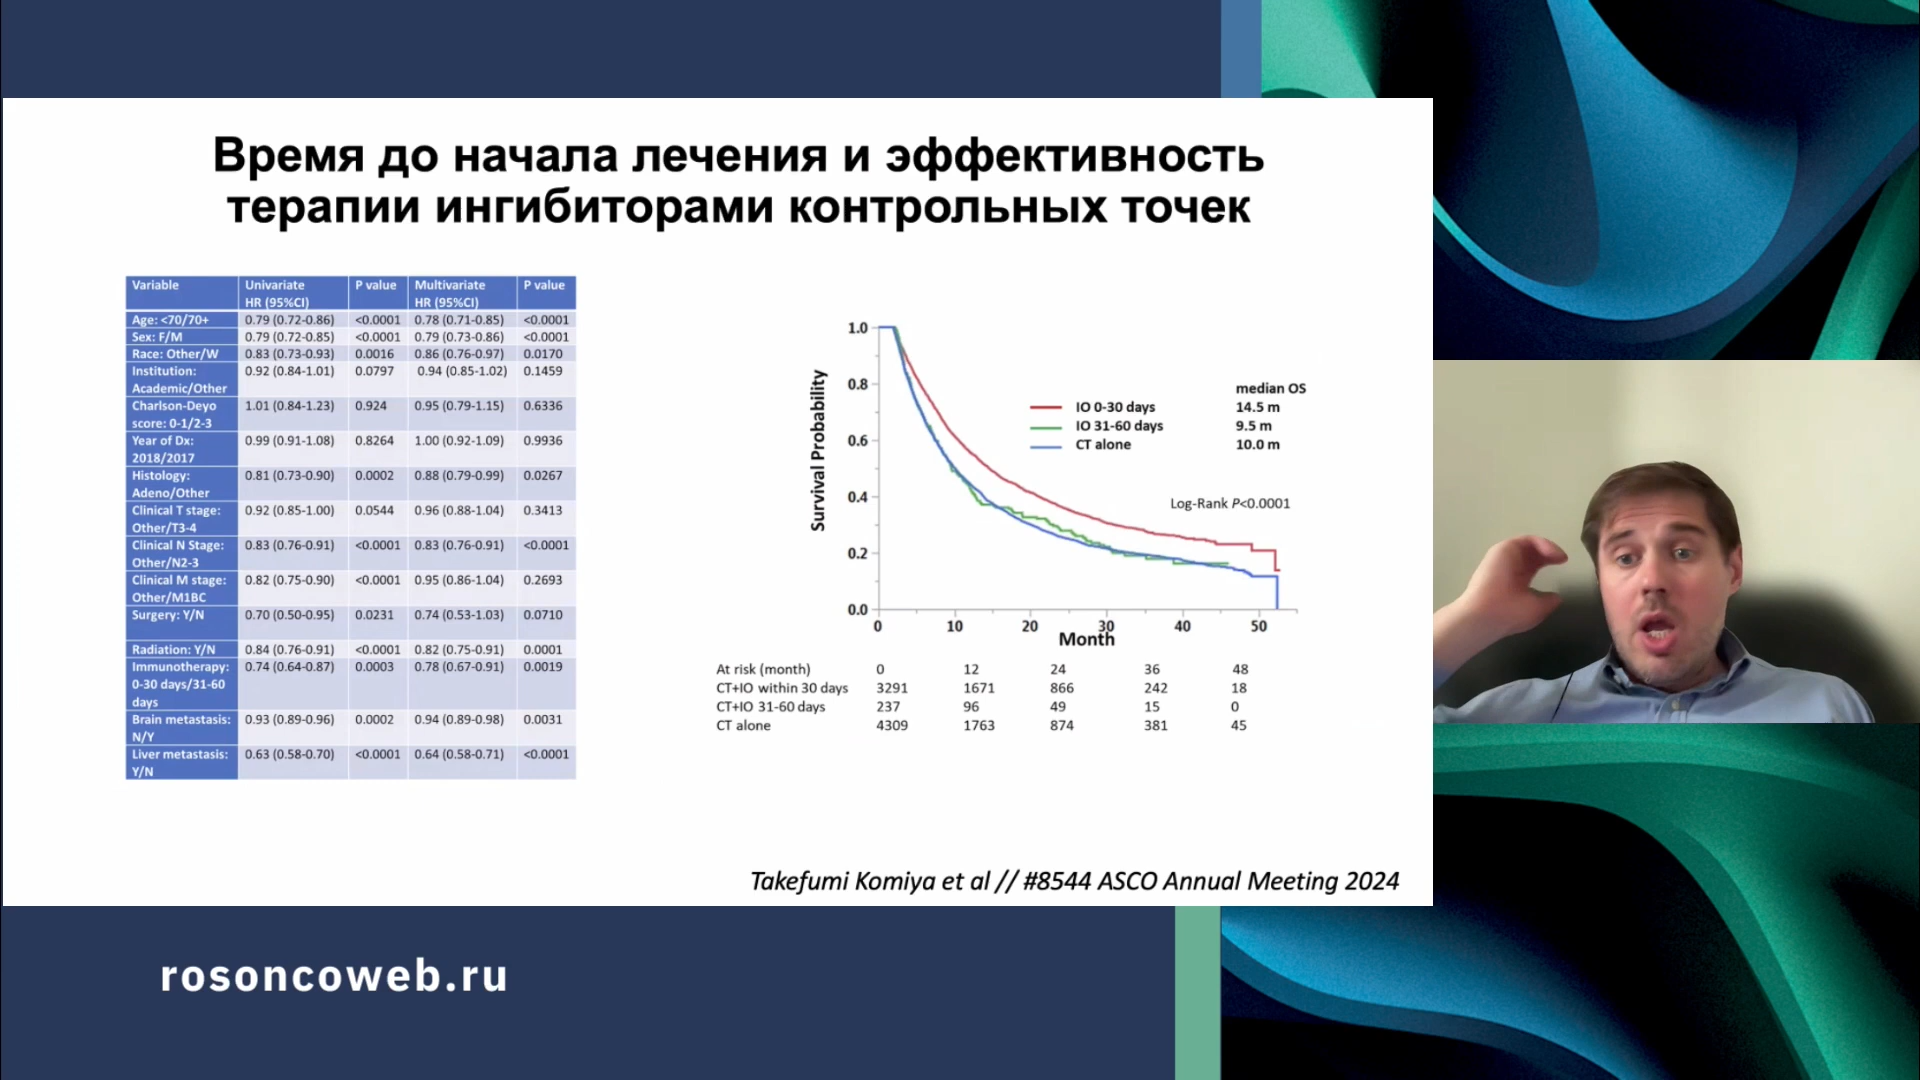 Время до начала лечения и эффективность
терапии ингибиторами контрольных точек
Variable Univariate HR (95%CI) P value Multivariate HR (95%CI) P value
Age: <70/70+ 0.79 (0.72-0.86) <0.0001 0.78 (0.71-0.85) <0.0001
Sex: F/M 0.79 (0.72-0.85) <0.0001 0.79 (0.73-0.86) <0.0001
Race: Other/W 0.83 (0.73-0.93) 0.0016 0.86 (0.76-0.97) 0.0170
Institution: Academic/Other 0.92 (0.84-1.01) 0.0797 0.94 (0.85-1.02) 0.1459
Charlson-Deyo score: 0-1/2-3 1.01 (0.84-1.23) 0.924 0.95 (0.79-1.15) 0.6336
Year of Dx: 2018/2017 0.99 (0.91-1.08) 0.8264 1.00 (0.92-1.09) 0.9936
Histology: Adeno/Other 0.81 (0.73-0.90) 0.0002 0.88 (0.79-0.99) 0.0267
Clinical T stage: Other/T3-4 0.92 (0.85-1.00) 0.0544 0.96 (0.88-1.04) 0.3413
Clinical N Stage: Other/N2-3 0.83 (0.76-0.91) <0.0001 0.83 (0.76-0.91) <0.0001
Clinical M stage: Other/M1BC 0.82 (0.75-0.90) <0.0001 0.95 (0.86-1.04) 0.2693
Surgery: Y/N 0.70 (0.50-0.95) 0.0231 0.74 (0.53-1.03) 0.0710
Radiation: Y/N 0.84 (0.76-0.91) <0.0001 0.82 (0.75-0.91) 0.0001
Immunotherapy: 0-30 days/31-60 days 0.74 (0.64-0.87) 0.0003 0.78 (0.67-0.91) 0.0019
Brain metastasis: N/Y 0.93 (0.89-0.96) 0.0002 0.94 (0.89-0.98) 0.0031
Liver metastasis: Y/N 0.63 (0.58-0.70) <0.0001 0.64 (0.58-0.71) <0.0001
Survival Probability
1.0
0.8
0.6
0.4
0.2
0.0
median OS
IO 0-30 days 14.5 m
IO 31-60 days 9.5 m
CT alone 10.0 m
Log-Rank P<0.0001
0 10 20 30 40 50
Month
At risk (month) 0 12 24 36 48
CT+IO within 30 days 3291 1671 866 242 18
CT+IO 31-60 days 237 96 49 15 0
CT alone 4309 1763 874 381 45
Takefumi Komiya et al // #8544 ASCO Annual Meeting 2024
rosoncoweb.ru